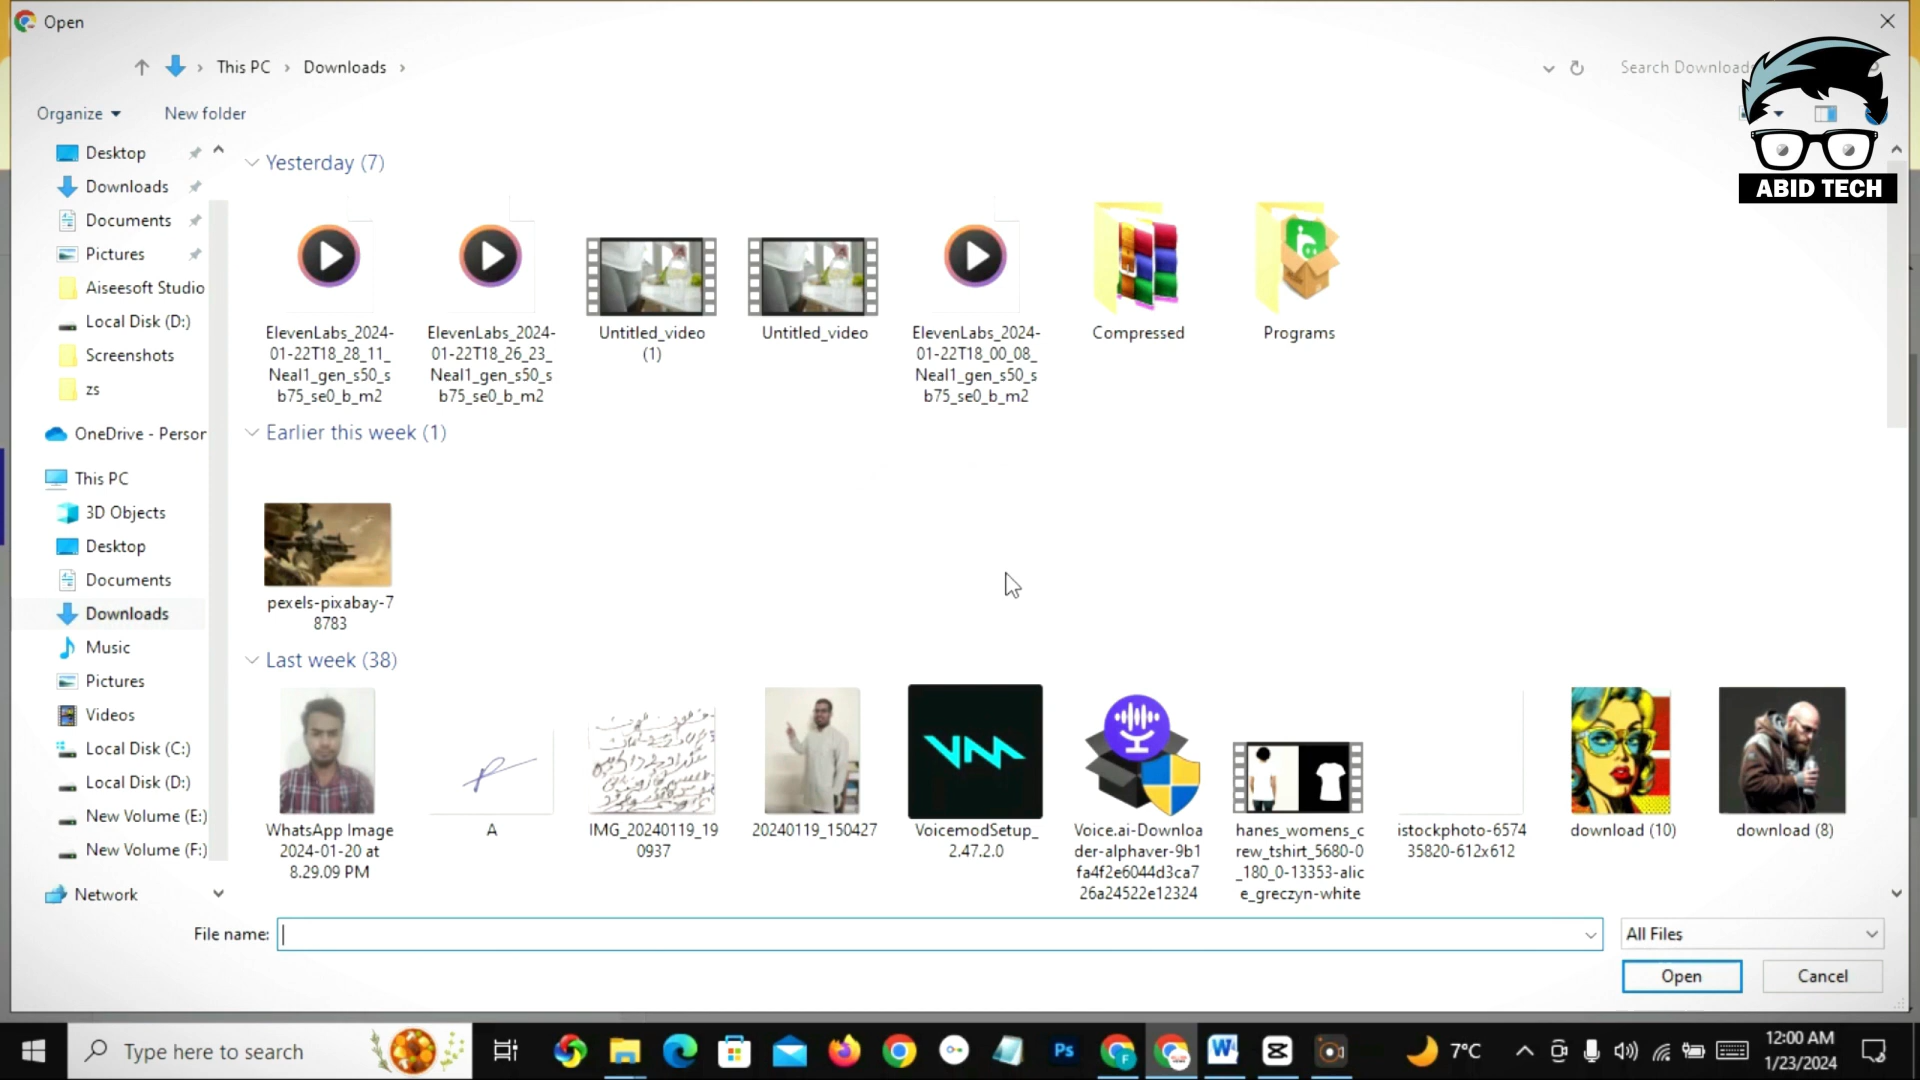 Open
This PC
Downloads
Search Downloads
Organize
New folder
ABID TECH
Desktop
Downloads
Documents
Pictures
Aiseesoft Studio
Local Disk (D:)
Screenshots
zs
OneDrive - Person
This PC
3D Objects
Desktop
Documents
Downloads
Music
Pictures
Videos
Local Disk (C:)
Local Disk (D:)
New Volume (E:)
New Volume (F:)
Network
Yesterday (7)
ElevenLabs_2024-
01-22T18_28_11_
Neal1_gen_s50_s
b75_se0_b_m2
ElevenLabs_2024-
01-22T18_26_23_
Neal1_gen_s50_s
b75_se0_b_m2
Untitled_video
(1)
Untitled_video
ElevenLabs_2024-
01-22T18_00_08_
Neal1_gen_s50_s
b75_se0_b_m2
Compressed
Programs
Earlier this week (1)
pexels-pixabay-7
8783
Last week (38)
WhatsApp Image
2024-01-20 at
8.29.09 PM
A
IMG_20240119_19
0937
20240119_150427
VoicemodSetup_
2.47.2.0
Voice.ai-Downloa
der-alphaver-9b1
fa4f2e6044d3ca7
26a24522e12324
hanes_womens_c
rew_tshirt_5680-0
_180_0-13353-alic
e_greczyn-white
istockphoto-6574
35820-612x612
download (10)
download (8)
File name:
All Files
Open
Cancel
Type here to search
Ps
F
W
7°C
12:00 AM
1/23/2024